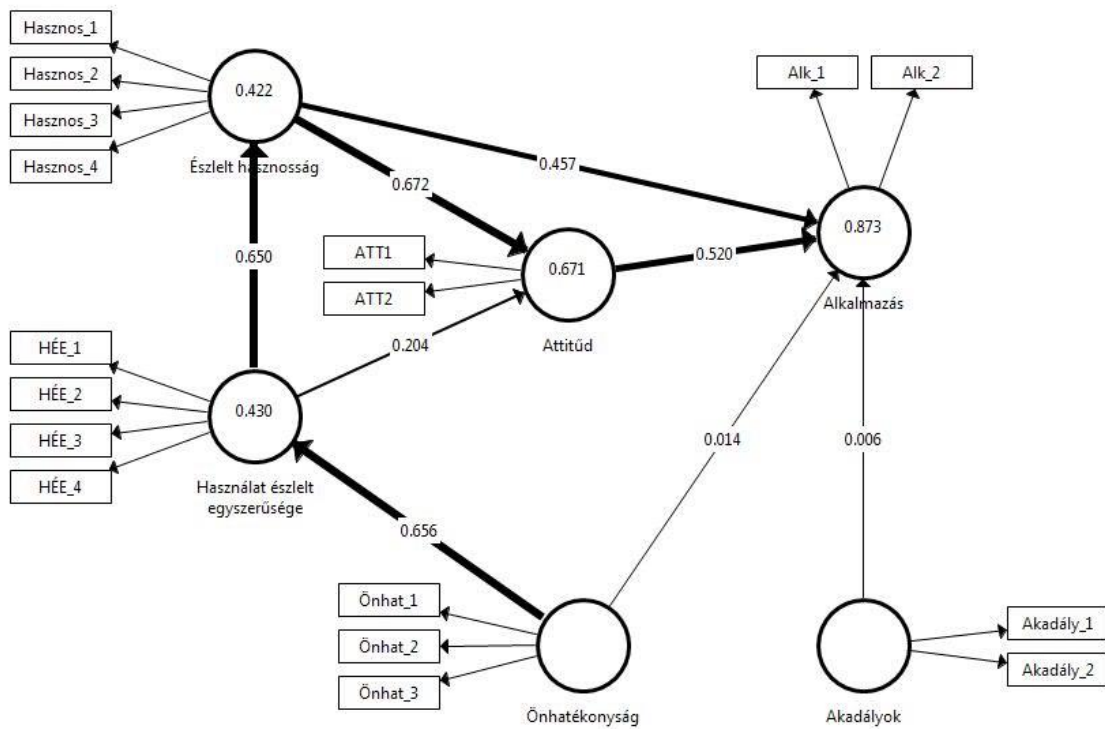 Hasznos_1
Hasznos_2
Hasznos_3
Hasznos_4
0.422
Észlelt hasznosság
Alk_1
Alk_2
0.457
0.672
0.873
Alkalmazás
0.650
ATT1
ATT2
0.671
Attitűd
0.520
0.204
HÉE_1
HÉE_2
HÉE_3
HÉE_4
0.430
Használat észlelt
egyszerűsége
0.014
0.006
0.656
Önhat_1
Önhat_2
Önhat_3
Önhatékonyság
Akadály_1
Akadály_2
Akadályok